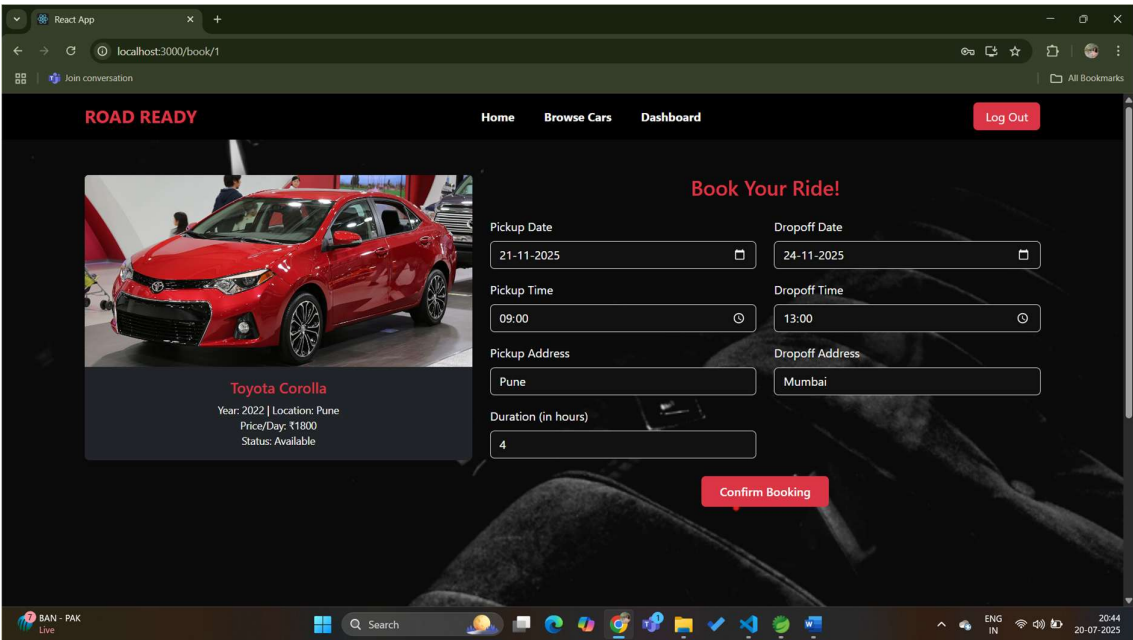 React App
localhost:3000/book/1
Join conversation
All Bookmarks
ROAD READY
Home Browse Cars Dashboard
Log Out
Book Your Ride!
Pickup Date Dropoff Date
21-11-2025 24-11-2025
Pickup Time Dropoff Time
09:00 13:00
Pickup Address Dropoff Address
Pune Mumbai
Duration (in hours)
4
Confirm Booking
Toyota Corolla
Year: 2022 | Location: Pune
Price/Day: ₹1800
Status: Available
7
BAN - PAK
Live
Search
ENG
IN
20:44
20-07-2025